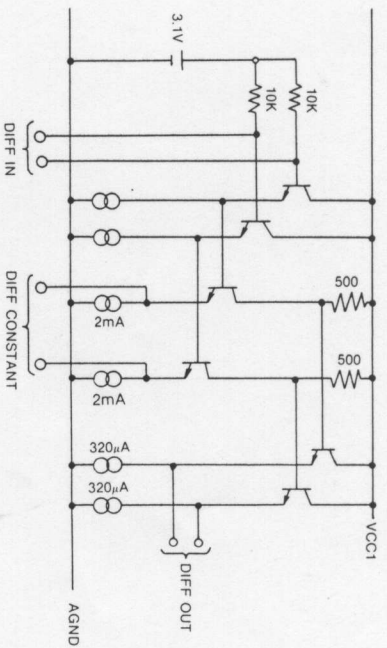 VCC1
10K
10K
500
500
3.1V
2mA
2mA
320μA
320μA
DIFF IN
DIFF CONSTANT
DIFF OUT
AGND